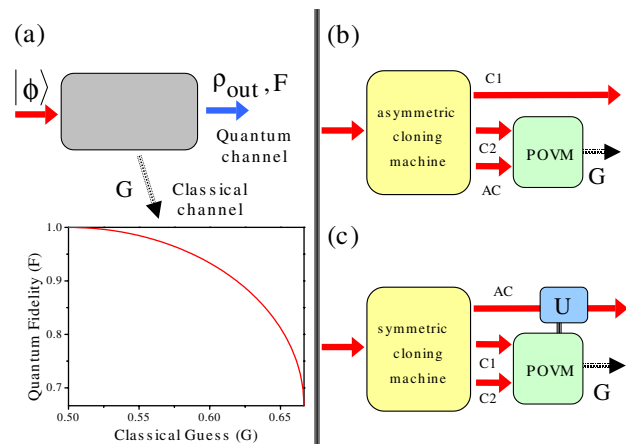 (a)
|ϕ⟩
ρout, F
Quantum
channel
G
Classical
channel
1.0
0.9
0.8
0.7
Quantum Fidelity (F)
0.50
0.55
0.60
0.65
Classical Guess (G)
(b)
C1
asymmetric
cloning
machine
C2
AC
POVM
G
(c)
AC
U
symmetric
cloning
machine
C1
C2
POVM
G